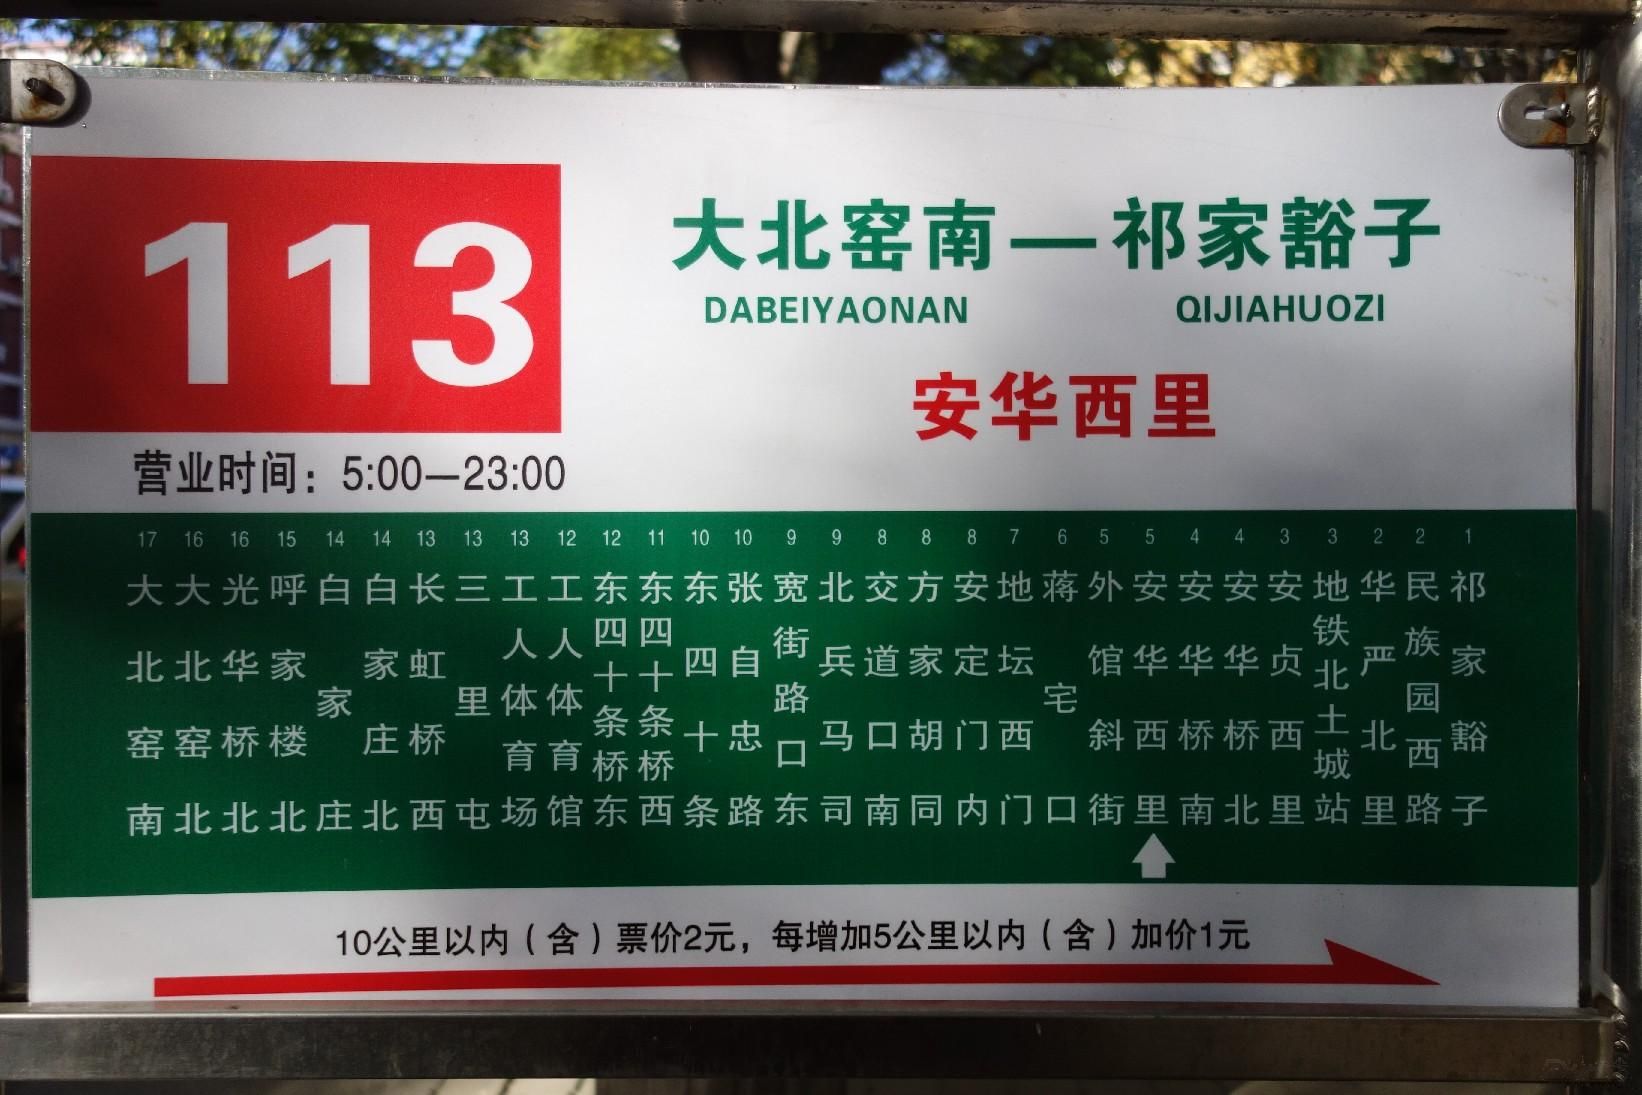 113
大北窑南—祁家豁子
DABEIYAONAN QIJIAHUOZI
安华西里
营业时间：5:00—23:00
17 大北窑南
16 大北窑北
16 光华桥北
15 呼家楼北
14 白家庄
14 白家庄北
13 长虹桥西
13 三里屯
13 工人体育场
12 工人体育馆
12 东四十条桥东
11 东四十条桥西
10 东四十条
10 张自忠路
9 宽街路口东
9 北兵马司
8 交道口南
8 方家胡同
8 安定门内
7 地坛西门
6 蒋宅口
5 外馆斜街
5 安华西里
4 安华桥南
4 安华桥北
3 安贞西里
3 地铁北土城站
2 华严北里
2 民族园西路
1 祁家豁子
10公里以内（含）票价2元，每增加5公里以内（含）加价1元